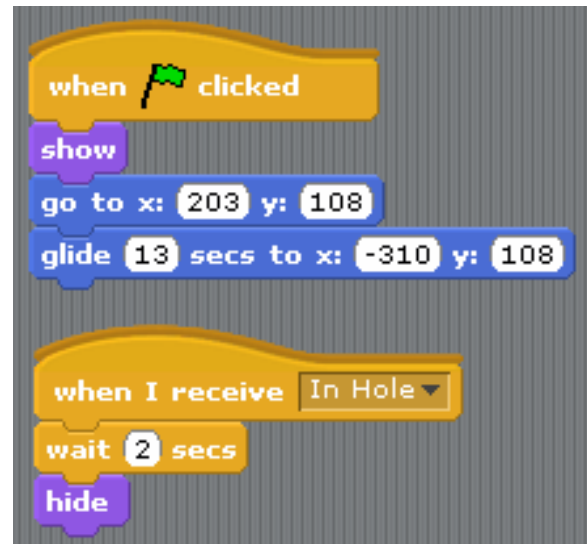 when clicked
show
go to x: 203 y: 108
glide 13 secs to x: -310 y: 108
when I receive In Hole
wait 2 secs
hide